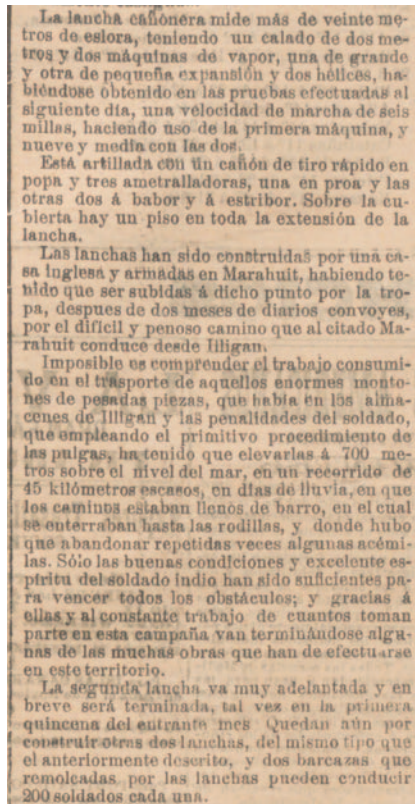 La lancha cañonera mide más de veinte me-
tros de eslora, teniendo un calado de dos me-
tros y dos máquinas de vapor, una de grande
y otra de pequeña expansión y dos hélices, ha-
biéndose obtenido en las pruebas efectuadas al
siguiente día, una velocidad de marcha de seis
millas, haciendo uso de la primera máquina, y
nueve y media con las dos.
Está artillada con un cañón de tiro rápido en
popa y tres ametralladoras, una en proa y las
otras dos á babor y á estribor. Sobre la cu-
bierta hay un piso en toda la extensión de la
lancha.
Las lanchas han sido construidas por una ca-
sa inglesa y armadas en Marahuit, habiendo te-
nido que ser subidas á dicho punto por la tro-
pa, despues de dos meses de diarios convoyes,
por el dificil y penoso camino que al citado Ma-
rahuit conduce desde Iligan.
Imposible es comprender el trabajo consumi-
do en el trasporte de aquellos enormes monto-
nes de pesadas piezas, que había en los alma-
cenes de Illigan y las penalidades del soldado,
que empleando el primitivo procedimiento de
las pulgas, ha tenido que elevarlas á 700 me-
tros sobre el nivel del mar, en un recorrido de
45 kilómetros escasos, en días de lluvia, en que
los caminos estaban llenos de barro, en el cual
se enterraban hasta las rodillas, y donde hubo
que abandonar repetidas veces algunas acémi-
las. Sólo las buenas condiciones y excelente es-
píritu del soldado indio han sido suficientes pa-
ra vencer todos los obstáculos; y gracias á
ellas y al constante trabajo de cuantos toman
parte en esta campaña van terminándose algu-
nas de las muchas obras que han de efectuarse
en este territorio.
La segunda lancha va muy adelantada y en
breve será terminada, tal vez en la primera
quincena del entrante mes Quedan aún por
construir otras dos lanchas, del mismo tipo que
el anteriormente descrito, y dos barcazas que
remolcadas por las lanchas pueden conducir
200 soldados cada una.